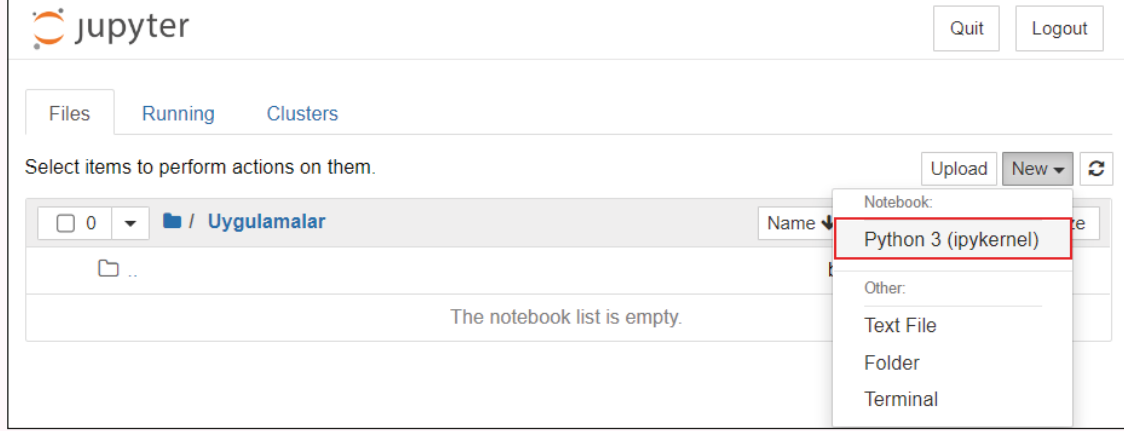 jupyter
Quit Logout
Files Running Clusters
Select items to perform actions on them.
Upload New
0 / Uygulamalar
Name
Notebook:
Python 3 (ipykernel)
..
The notebook list is empty.
Other:
Text File
Folder
Terminal